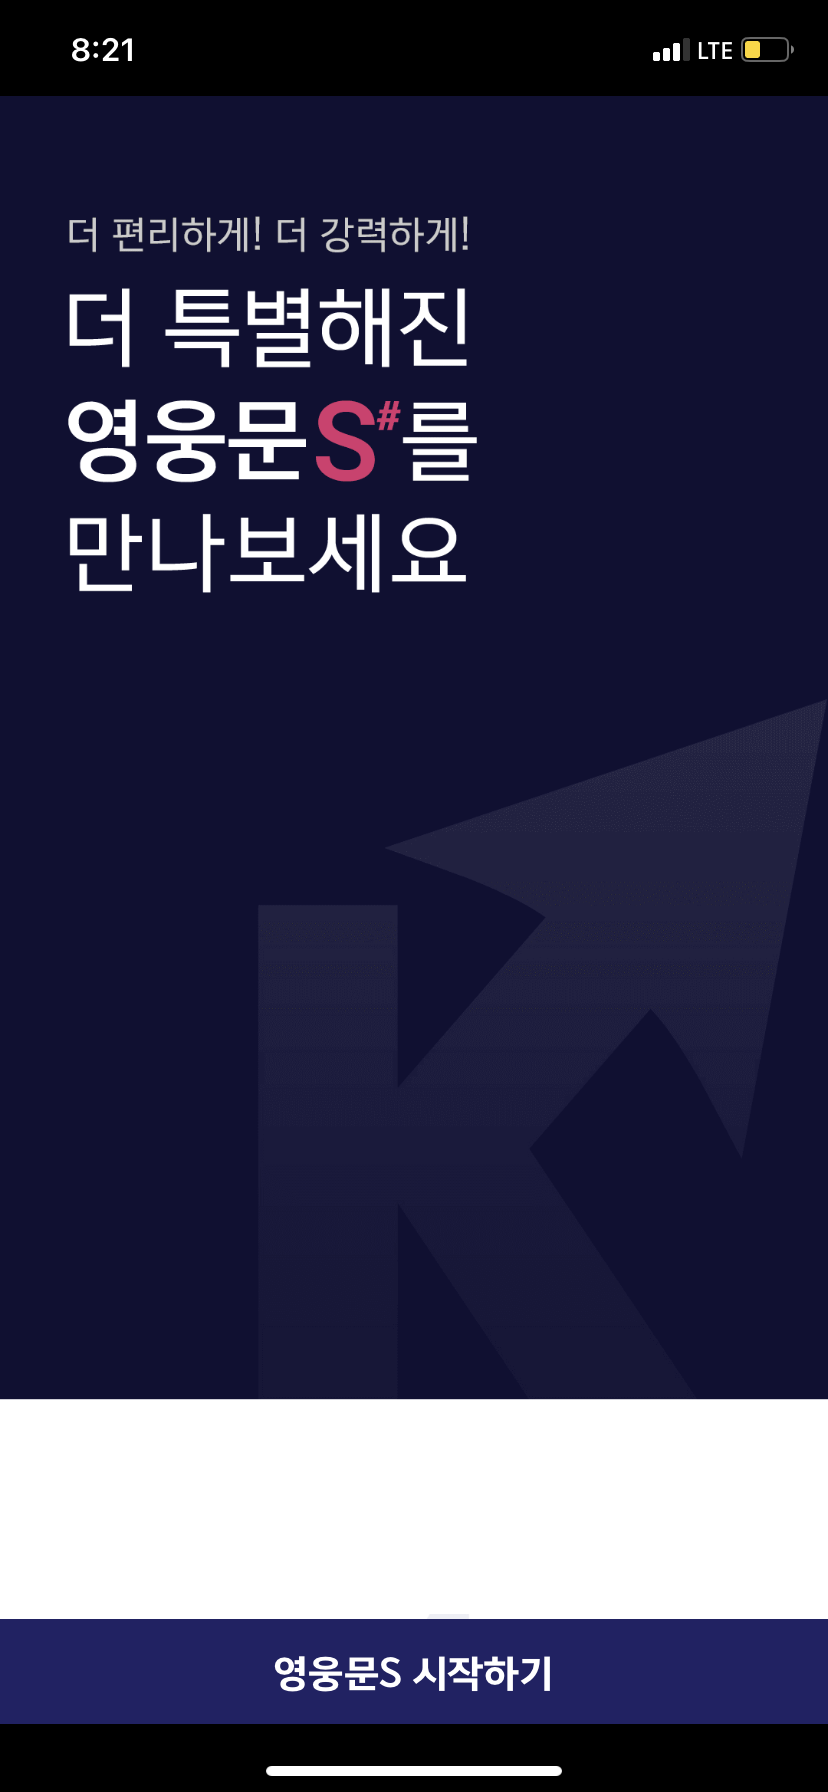 8:21
LTE
더 편리하게! 더 강력하게!
더 특별해진
영웅문S#를
만나보세요
영웅문S 시작하기